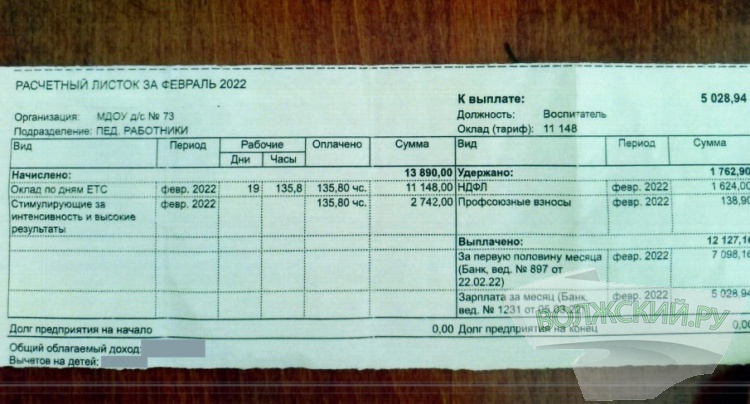 РАСЧЕТНЫЙ ЛИСТОК ЗА ФЕВРАЛЬ 2022
К выплате: 5 028,94
Организация: МДОУ д/с № 73
Должность: Воспитатель
Подразделение: ПЕД. РАБОТНИКИ
Оклад (тариф): 11 148
Вид Период Рабочие Оплачено Сумма Вид Период Сумма
Дни Часы
Начислено: 13 890,00 Удержано: 1 762,90
Оклад по дням ЕТС февр. 2022 19 135,8 135,80 чс. 11 148,00 НДФЛ февр. 2022 1 624,00
Стимулирующие за интенсивность и высокие результаты февр. 2022 135,80 чс. 2 742,00 Профсоюзные взносы февр. 2022 138,90
Выплачено: 12 127,16
За первую половину месяца февр. 2022 7 098,16
(Банк, вед. № 897 от
22.02.22)
Зарплата за месяц (Банк, февр. 2022 5 028,94
вед. № 1231 от
Долг предприятия на начало 0,00 Долг предприятия на конец 0,00
Общий облагаемый доход:
Вычетов на детей:
ВОЛЖСКИЙ.РУ